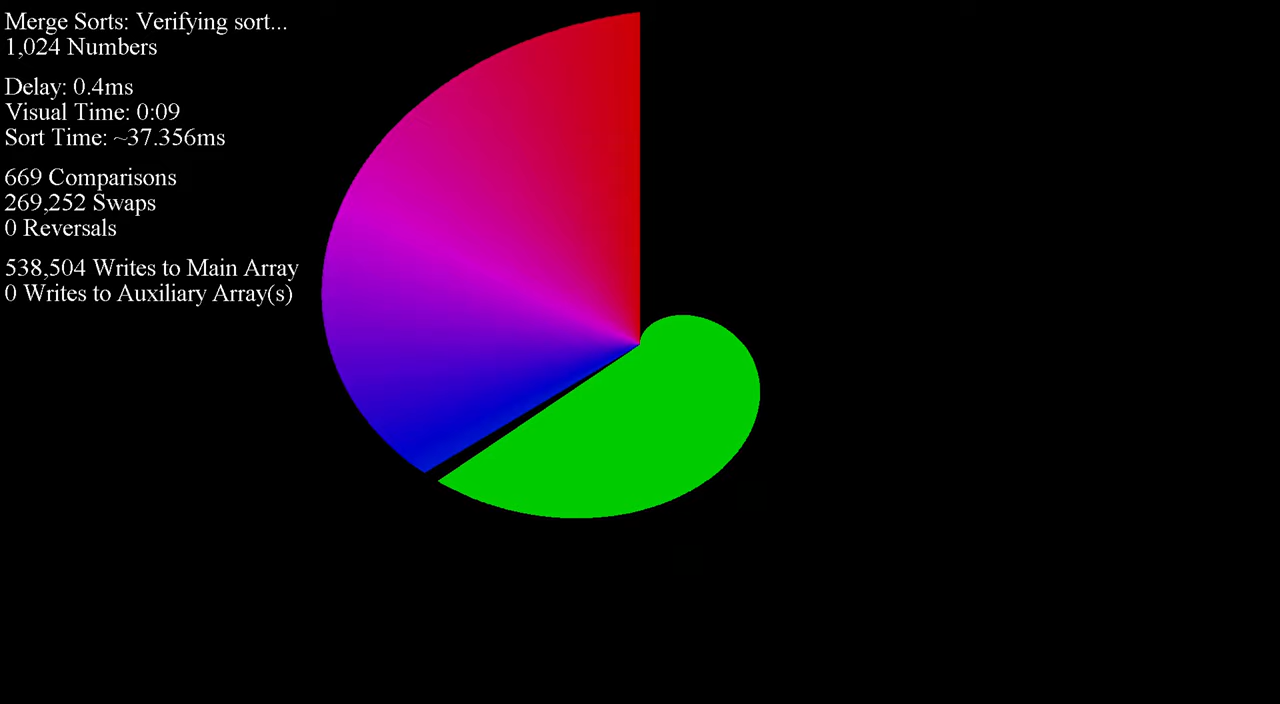 Merge Sorts: Verifying sort...
1,024 Numbers
Delay: 0.4ms
Visual Time: 0:09
Sort Time: ~37.356ms
669 Comparisons
269,252 Swaps
0 Reversals
538,504 Writes to Main Array
0 Writes to Auxiliary Array(s)